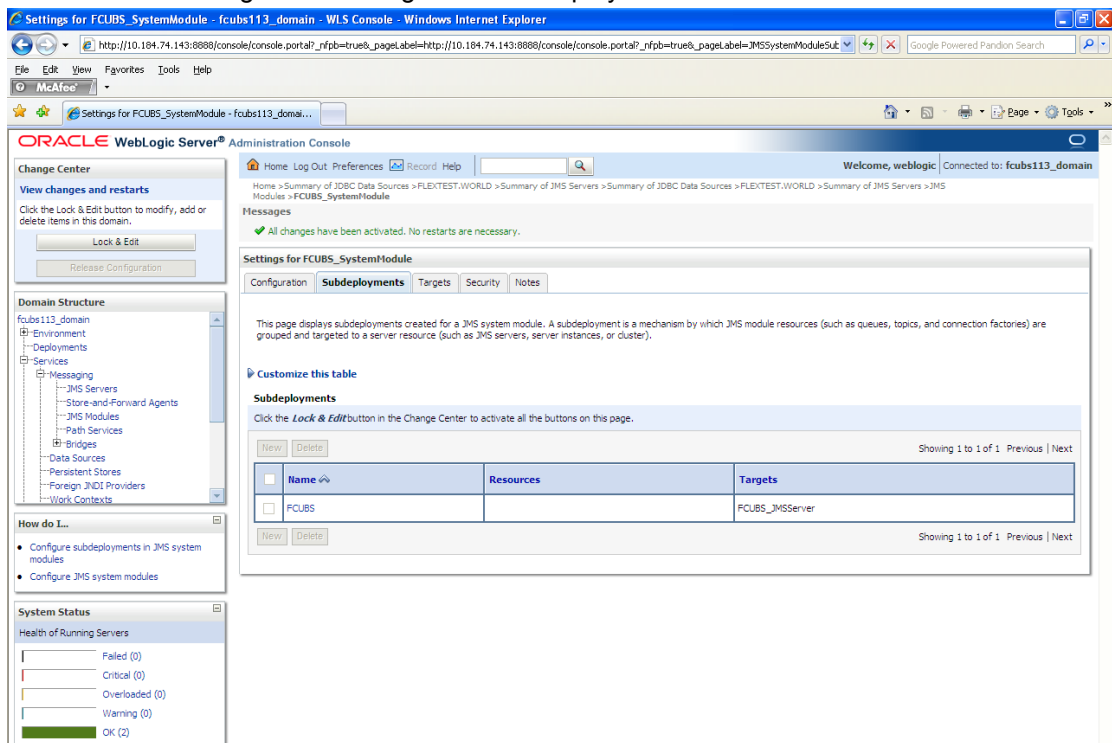 Settings for FCUBS_SystemModule - fcubs113_domain - WLS Console - Windows Internet Explorer
http://10.184.74.143:8888/console/console.portal?_nfpb=true&_pageLabel=http://10.184.74.143:8888/console/console.portal?_nfpb=true&_pageLabel=JMSSystemModuleSub
Google Powered Pandion Search
File Edit View Favorites Tools Help
McAfee
Settings for FCUBS_SystemModule - fcubs113_domai...
Page Tools »
ORACLE WebLogic Server® Administration Console
Change Center
View changes and restarts
Click the Lock & Edit button to modify, add or
delete items in this domain.
Lock & Edit
Release Configuration
Domain Structure
fcubs113_domain
Environment
Deployments
Services
Messaging
JMS Servers
Store-and-Forward Agents
JMS Modules
Path Services
Bridges
Data Sources
Persistent Stores
Foreign JNDI Providers
Work Contexts
How do I...
Configure subdeployments in JMS system
modules
Configure JMS system modules
System Status
Health of Running Servers
Failed (0)
Critical (0)
Overloaded (0)
Warning (0)
OK (2)
Home Log Out Preferences Record Help
Welcome, weblogic Connected to: fcubs113_domain
Home >Summary of JDBC Data Sources >FLEXTEST.WORLD >Summary of JMS Servers >Summary of JDBC Data Sources >FLEXTEST.WORLD >Summary of JMS Servers >JMS
Modules >FCUBS_SystemModule
Messages
All changes have been activated. No restarts are necessary.
Settings for FCUBS_SystemModule
Configuration Subdeployments Targets Security Notes
This page displays subdeployments created for a JMS system module. A subdeployment is a mechanism by which JMS module resources (such as queues, topics, and connection factories) are
grouped and targeted to a server resource (such as JMS servers, server instances, or cluster).
Customize this table
Subdeployments
Click the Lock & Edit button in the Change Center to activate all the buttons on this page.
New Delete Showing 1 to 1 of 1 Previous | Next
Name Resources Targets
FCUBS FCUBS_JMSServer
New Delete Showing 1 to 1 of 1 Previous | Next